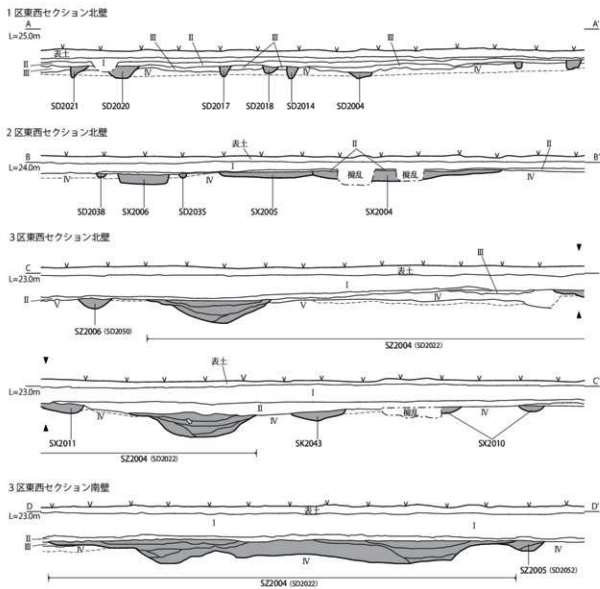 1区東西セクション北壁
A A'
L=25.0m
表土 Ⅲ Ⅱ Ⅲ Ⅲ
Ⅱ Ⅰ Ⅳ
Ⅲ Ⅳ Ⅳ
SD2021 SD2020 SD2017 SD2018 SD2014 SD2004
2区東西セクション北壁
表土 Ⅱ Ⅱ
B B'
L=24.0m Ⅰ
Ⅳ Ⅳ 撹乱 撹乱 Ⅳ
SD2038 SX2006 SD2035 SX2005 SX2004
3区東西セクション北壁
C
L=23.0m 表土 Ⅲ
Ⅰ
Ⅱ Ⅴ Ⅴ Ⅳ
SZ2006 (SD2050)
SZ2004 (SD2022)
表土
C'
L=23.0m Ⅰ
Ⅱ
Ⅳ Ⅳ 撹乱 Ⅳ
SX2011 SK2043 SX2010
SZ2004 (SD2022)
3区東西セクション南壁
D 表土 D'
L=23.0m Ⅰ Ⅰ
Ⅱ
Ⅲ Ⅳ Ⅳ
SZ2004 (SD2022) SZ2005 (SD2052)